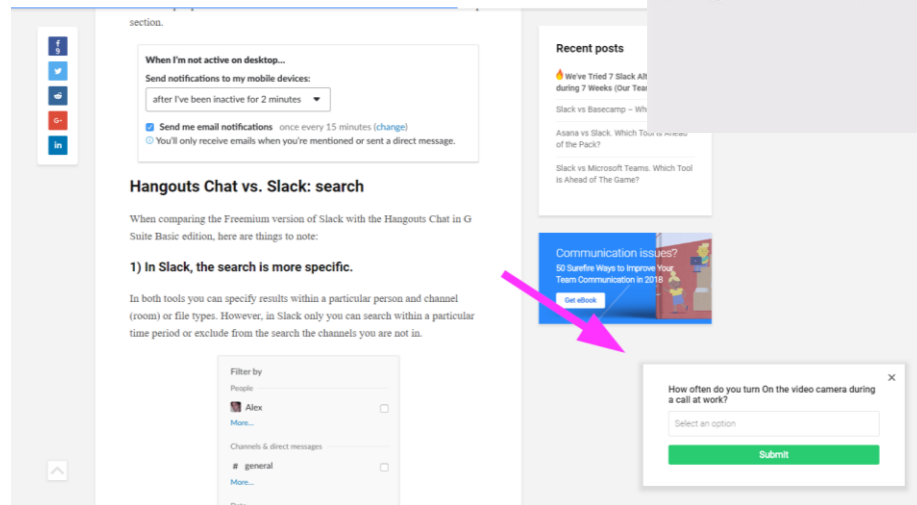 section.
f
9
G+
in
When I'm not active on desktop...
Send notifications to my mobile devices:
after I've been inactive for 2 minutes
Send me email notifications once every 15 minutes (change)
You'll only receive emails when you're mentioned or sent a direct message.
Hangouts Chat vs. Slack: search
When comparing the Freemium version of Slack with the Hangouts Chat in G
Suite Basic edition, here are things to note:
1) In Slack, the search is more specific.
In both tools you can specify results within a particular person and channel
(room) or file types. However, in Slack only you can search within a particular
time period or exclude from the search the channels you are not in.
Filter by
People
Alex
More...
Channels & direct messages
# general
More...
Recent posts
We've Tried 7 Slack Alt
during 7 Weeks (Our Tea
Slack vs Basecamp – Wh
Asana vs Slack. Which Tool is Ahead
of the Pack?
Slack vs Microsoft Teams. Which Tool
is Ahead of The Game?
Communication issues?
50 Surefire Ways to Improve Your
Team Communication in 2018
Get eBook
How often do you turn On the video camera during
a call at work?
Select an option
Submit